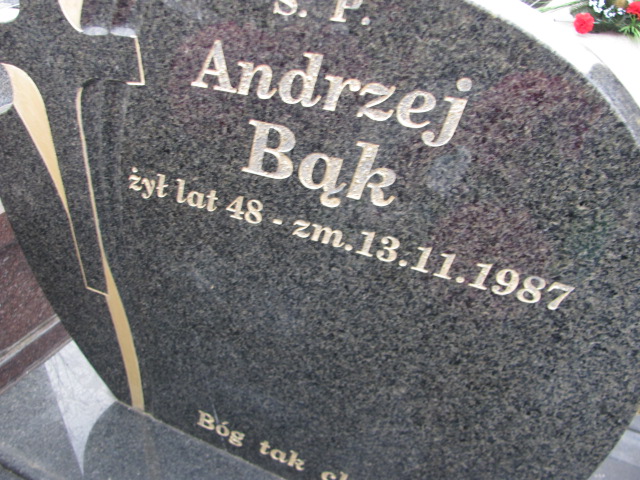 Ś. P.
Andrzej
Bąk
żył lat 48 - zm.13.11.1987
Bóg tak